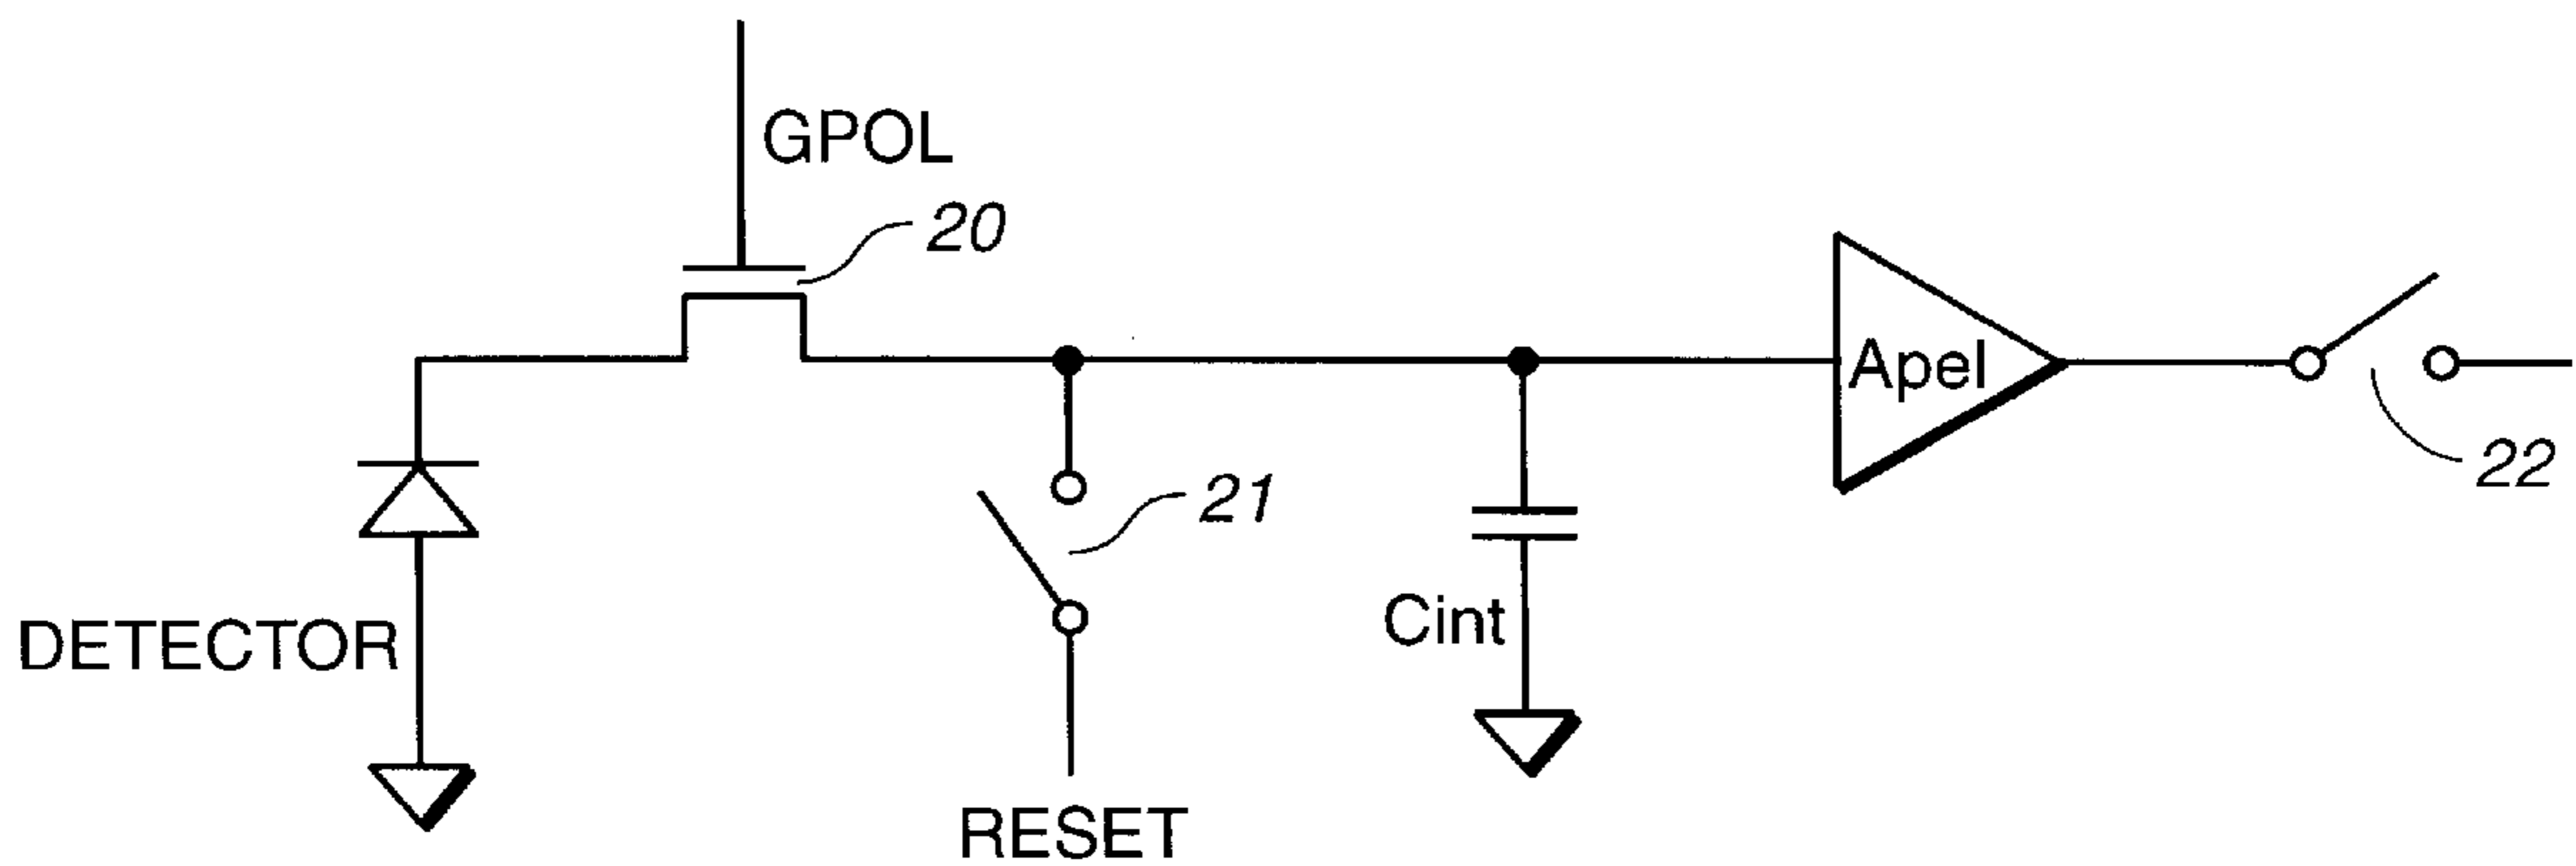 GPOL
20
Apel
21
22
Cint
DETECTOR
RESET